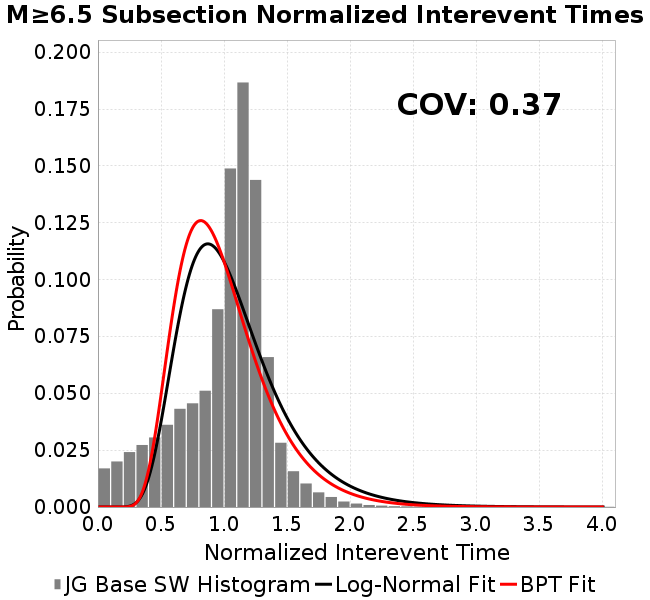 M≥6.5 Subsection Normalized Interevent Times
0.200
0.175
0.150
0.125
0.100
0.075
0.050
0.025
0.000
Probability
COV: 0.37
0.0 0.5 1.0 1.5 2.0 2.5 3.0 3.5 4.0
Normalized Interevent Time
JG Base SW Histogram Log-Normal Fit BPT Fit